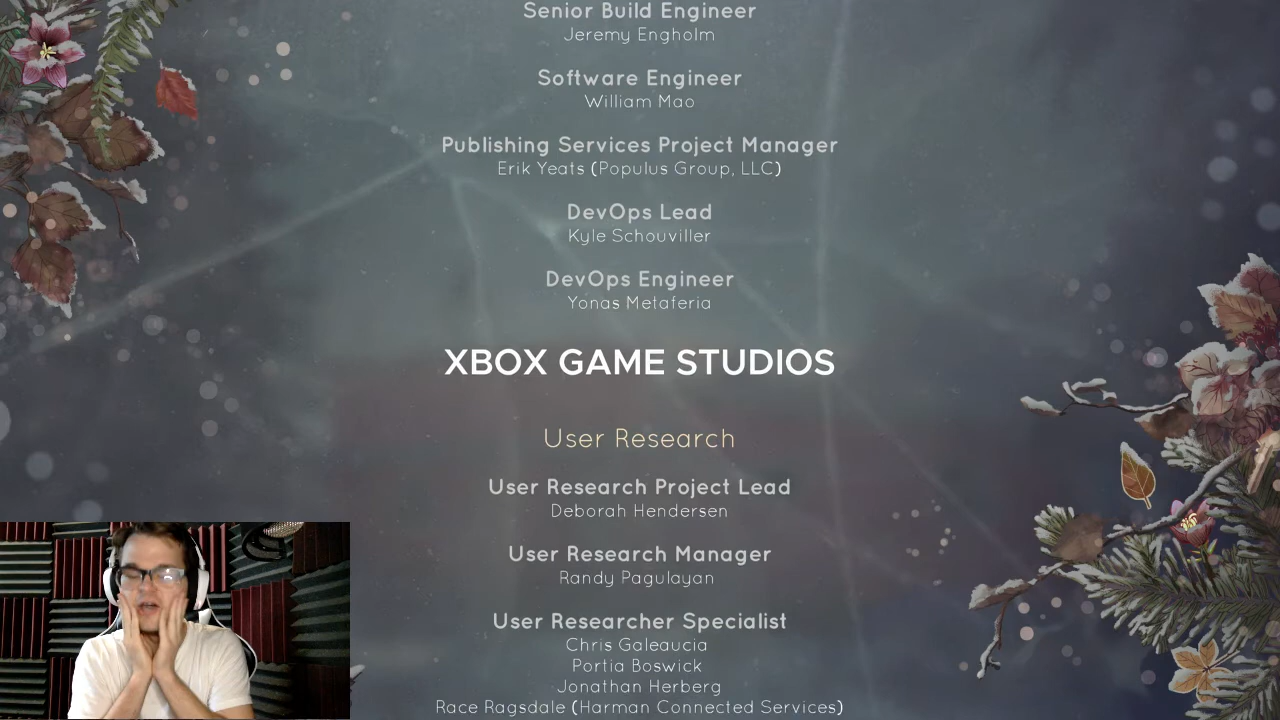 Senior Build Engineer
Jeremy Engholm
Software Engineer
William Mao
Publishing Services Project Manager
Erik Yeats (Populus Group, LLC)
DevOps Lead
Kyle Schouviller
DevOps Engineer
Yonas Metaferia
XBOX GAME STUDIOS
User Research
User Research Project Lead
Deborah Hendersen
User Research Manager
Randy Pagulayan
User Researcher Specialist
Chris Galeaucia
Portia Boswick
Jonathan Herberg
Race Ragsdale (Harman Connected Services)